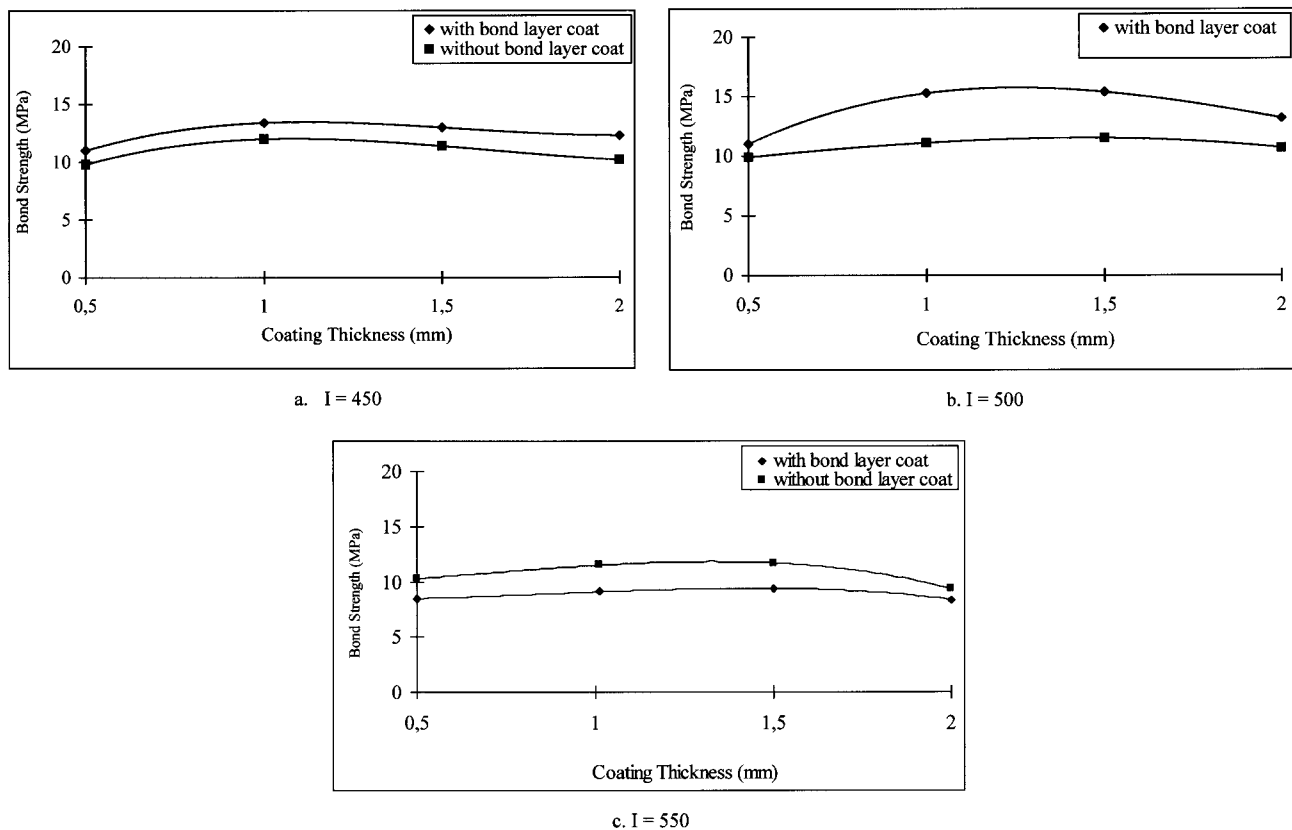 with bond layer coat
without bond layer coat
20
15
10
5
0
Bond Strength (MPa)
0,5 1 1,5 2
Coating Thickness (mm)
a. I = 450
with bond layer coat
20
15
10
5
0
Bond Strength (MPa)
0,5 1 1,5 2
Coating Thickness (mm)
b. I = 500
with bond layer coat
without bond layer coat
20
15
10
5
0
Bond Strength (MPa)
0,5 1 1,5 2
Coating Thickness (mm)
c. I = 550